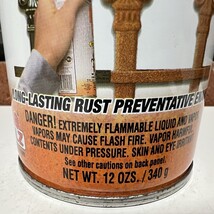 LONG-LASTING RUST PREVENTATIVE
DANGER! EXTREMELY FLAMMABLE LIQUID AND
VAPORS MAY CAUSE FLASH FIRE. VAPOR HARMFUL.
CONTENTS UNDER PRESSURE. SKIN AND EYE
See other cautions on back panel.
NET WT. 12 OZS. / 340 g